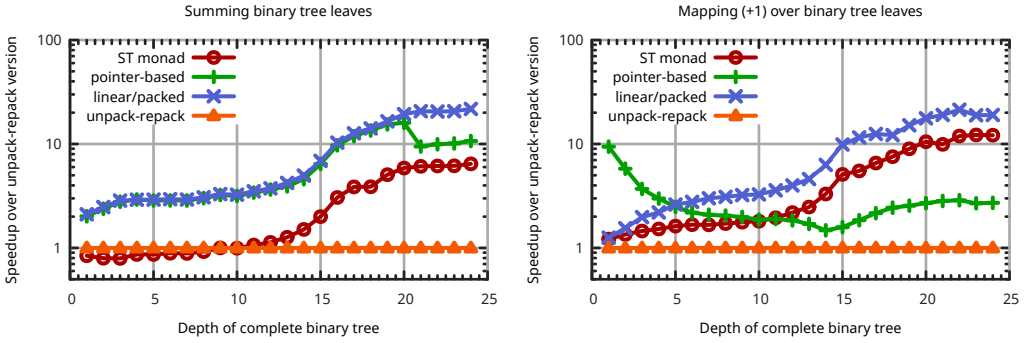 Summing binary tree leaves
Speedup over unpack-repack version
100
10
1
ST monad
pointer-based
linear/packed
unpack-repack
0 5 10 15 20 25
Depth of complete binary tree
Mapping (+1) over binary tree leaves
Speedup over unpack-repack version
100
10
1
ST monad
pointer-based
linear/packed
unpack-repack
0 5 10 15 20 25
Depth of complete binary tree